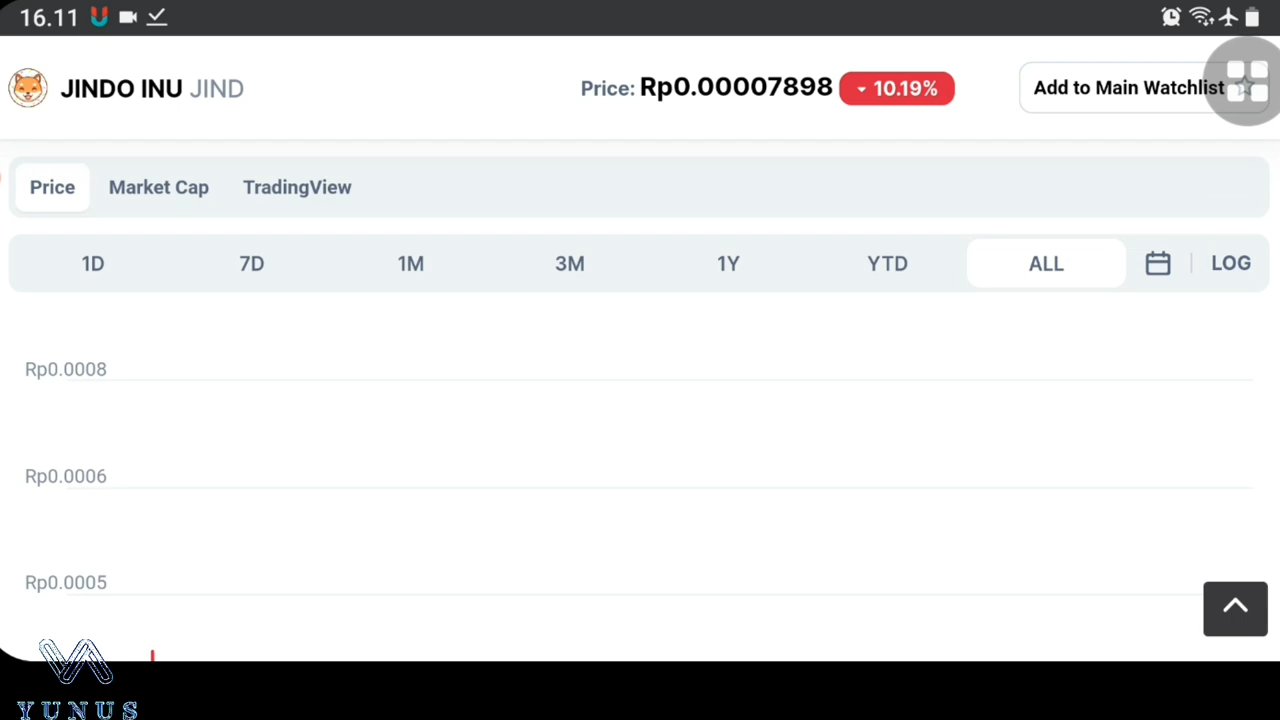 16.11
JINDO INU JIND
Price: Rp0.00007898 10.19%
Add to Main Watchlist
Price Market Cap TradingView
1D 7D 1M 3M 1Y YTD ALL LOG
Rp0.0008
Rp0.0006
Rp0.0005
YUNUS